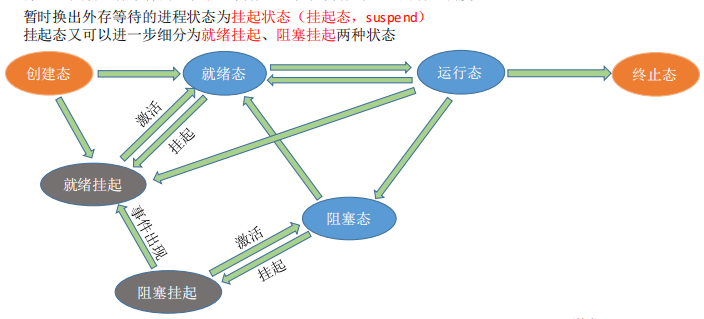 暂时换出外存等待的进程状态为挂起状态（挂起态，suspend）
挂起态又可以进一步细分为就绪挂起、阻塞挂起两种状态
创建态
就绪态
运行态
终止态
激活
挂起
就绪挂起
阻塞态
事件出现
激活
挂起
阻塞挂起